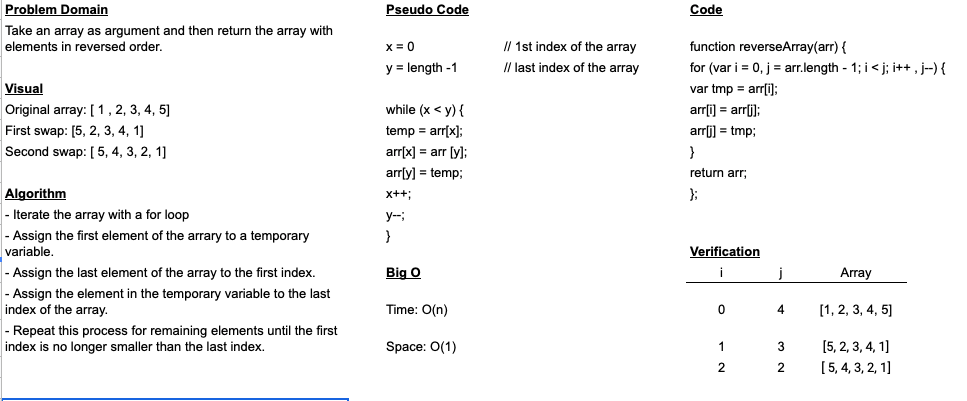 Problem Domain
Take an array as argument and then return the array with
elements in reversed order.
Visual
Original array: [ 1 , 2, 3, 4, 5]
First swap: [5, 2, 3, 4, 1]
Second swap: [ 5, 4, 3, 2, 1]
Algorithm
- Iterate the array with a for loop
- Assign the first element of the arrary to a temporary
variable.
- Assign the last element of the array to the first index.
- Assign the element in the temporary variable to the last
index of the array.
- Repeat this process for remaining elements until the first
index is no longer smaller than the last index.
Pseudo Code
x = 0 // 1st index of the array
y = length -1 // last index of the array
while (x < y) {
temp = arr[x];
arr[x] = arr [y];
arr[y] = temp;
x++;
y--;
}
Big O
Time: O(n)
Space: O(1)
Code
function reverseArray(arr) {
for (var i = 0, j = arr.length - 1; i < j; i++ , j--) {
var tmp = arr[i];
arr[i] = arr[j];
arr[j] = tmp;
}
return arr;
};
Verification
i j Array
0 4 [1, 2, 3, 4, 5]
1 3 [5, 2, 3, 4, 1]
2 2 [ 5, 4, 3, 2, 1]